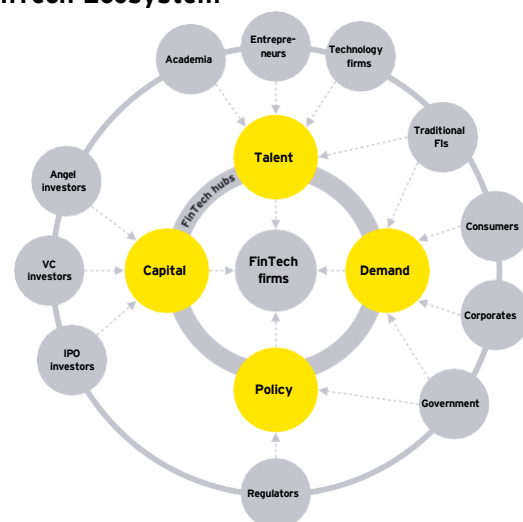 Ecosystem
Entrepre-
neurs
Academia
Technology
firms
Traditional
FIs
Talent
Angel
investors
FinTech hubs
Consumers
VC
investors
Capital
FinTech
firms
Demand
Corporates
IPO
investors
Policy
Government
Regulators